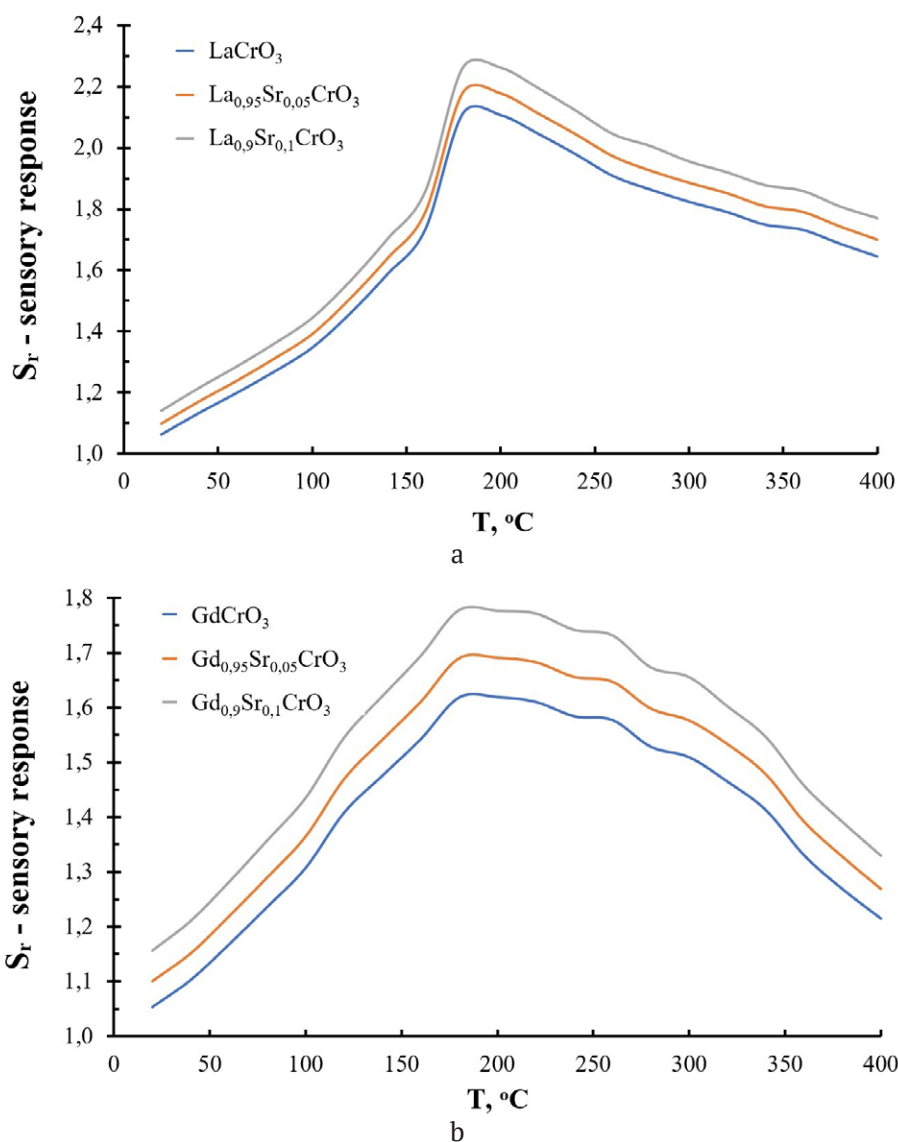 2,4
2,2
2,0
1,8
1,6
1,4
1,2
1,0
Sr - sensory response
LaCrO3
La0,95Sr0,05CrO3
La0,9Sr0,1CrO3
0 50 100 150 200 250 300 350 400
T, °C
a
1,8
1,7
1,6
1,5
1,4
1,3
1,2
1,1
1,0
Sr - sensory response
GdCrO3
Gd0,95Sr0,05CrO3
Gd0,9Sr0,1CrO3
0 50 100 150 200 250 300 350 400
T, °C
b